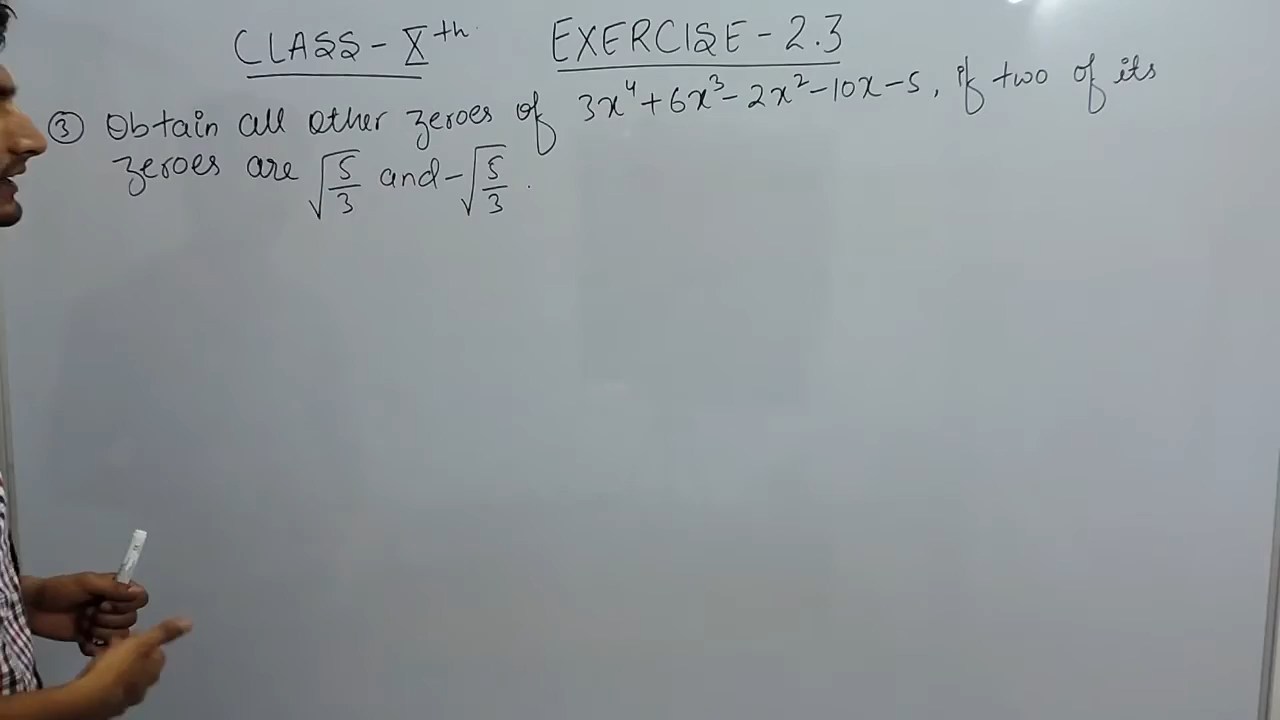 CLASS - Xth EXERCISE - 2.3
③ Obtain all other zeroes of 3x⁴+6x³-2x²-10x-5, if two of its
zeroes are √5/3 and -√5/3.